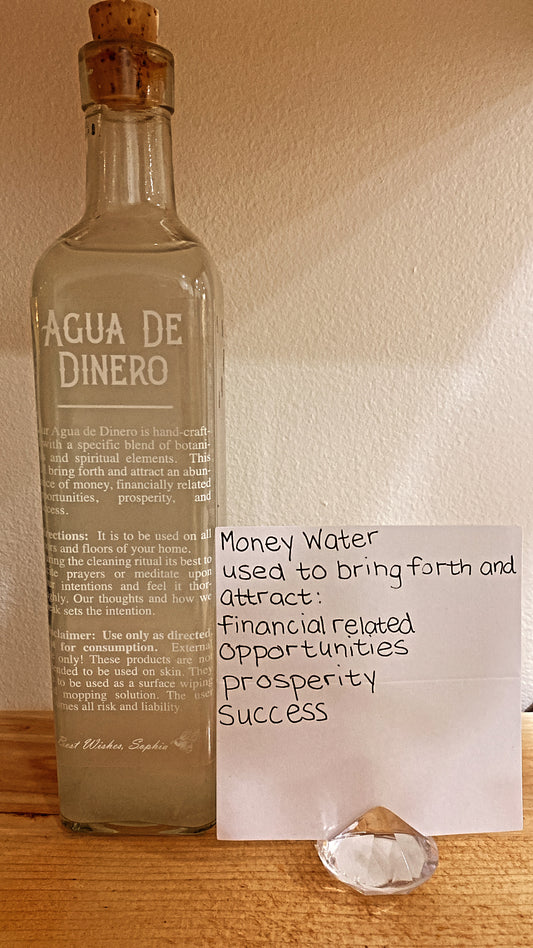 AGUA DE
DINERO
Agua de Dinero is hand-craft-
with a specific blend of botani-
and spiritual elements. This
bring forth and attract an abun-
of money, financially related
prosperity, and
It is to be used on all
and floors of your home.
the cleaning ritual its best to
prayers or meditate upon
intentions and feel it thor-
Our thoughts and how we
sets the intention.
Use only as directed,
for consumption. External
only! These products are not
to be used on skin. They
to be used as a surface wiping
mopping solution. The user
all risk and liability
Best Wishes, Sophia
Money Water
used to bring forth and
attract:
financial related
opportunities
prosperity
success